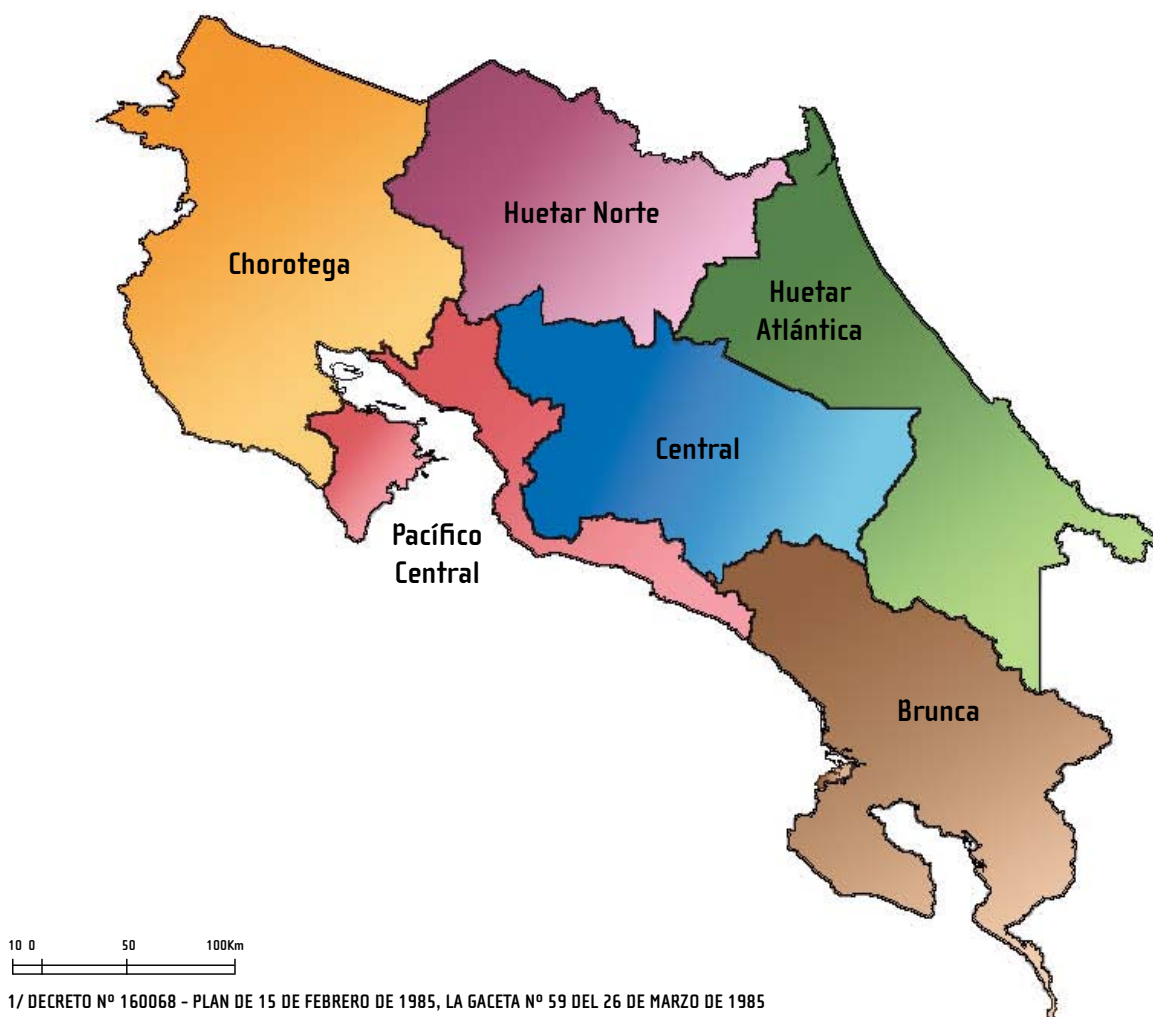 Huetar Norte
Chorotega
Huetar
Atlántica
Central
Pacífico
Central
Brunca
10 0 50 100Km
1/ DECRETO Nº 160068 - PLAN DE 15 DE FEBRERO DE 1985, LA GACETA Nº 59 DEL 26 DE MARZO DE 1985